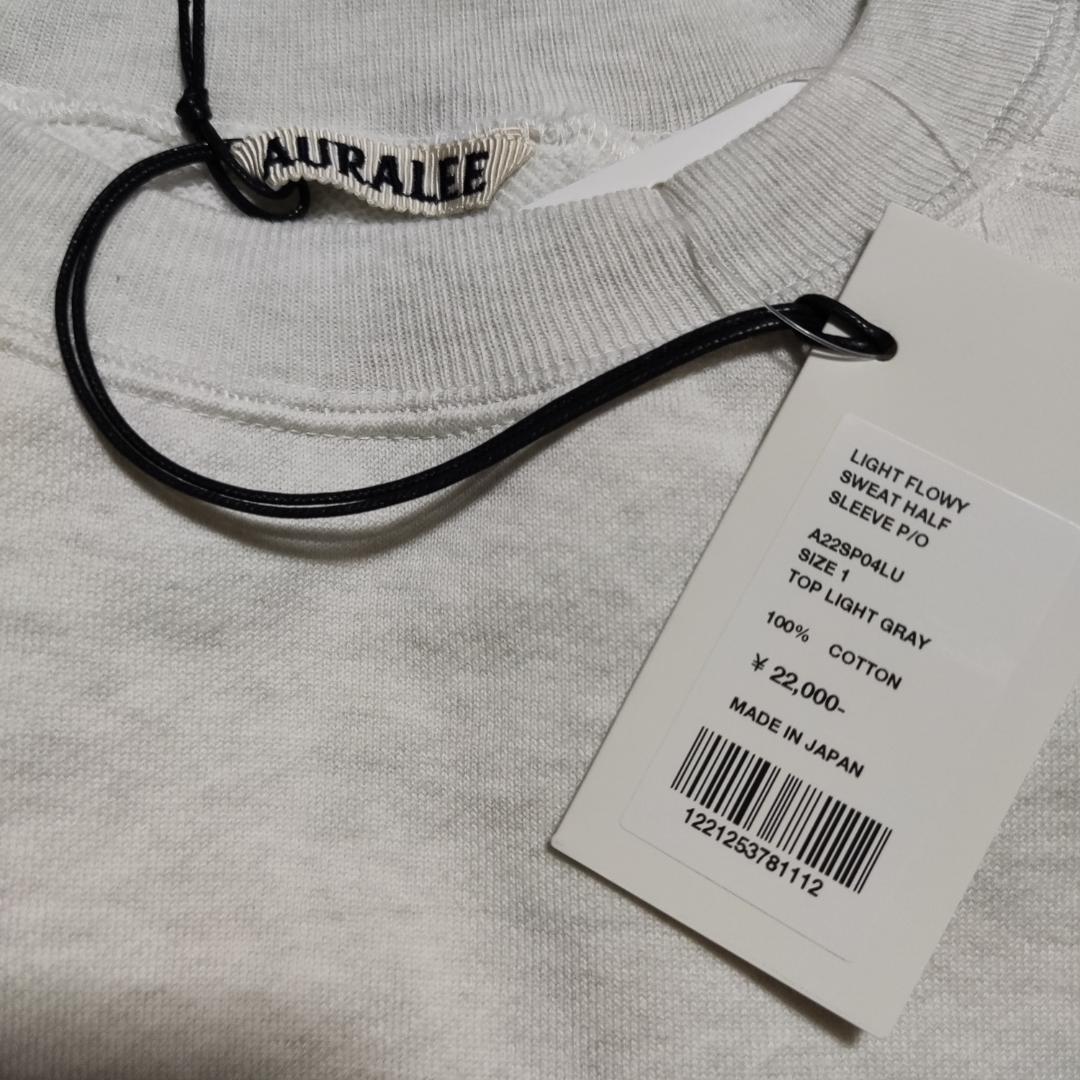 AURALEE
LIGHT FLOWY
SWEAT HALF
SLEEVE P/O
A22SP04LU
SIZE 1
TOP LIGHT GRAY
100% COTTON
¥ 22,000-
MADE IN JAPAN
1221253781112